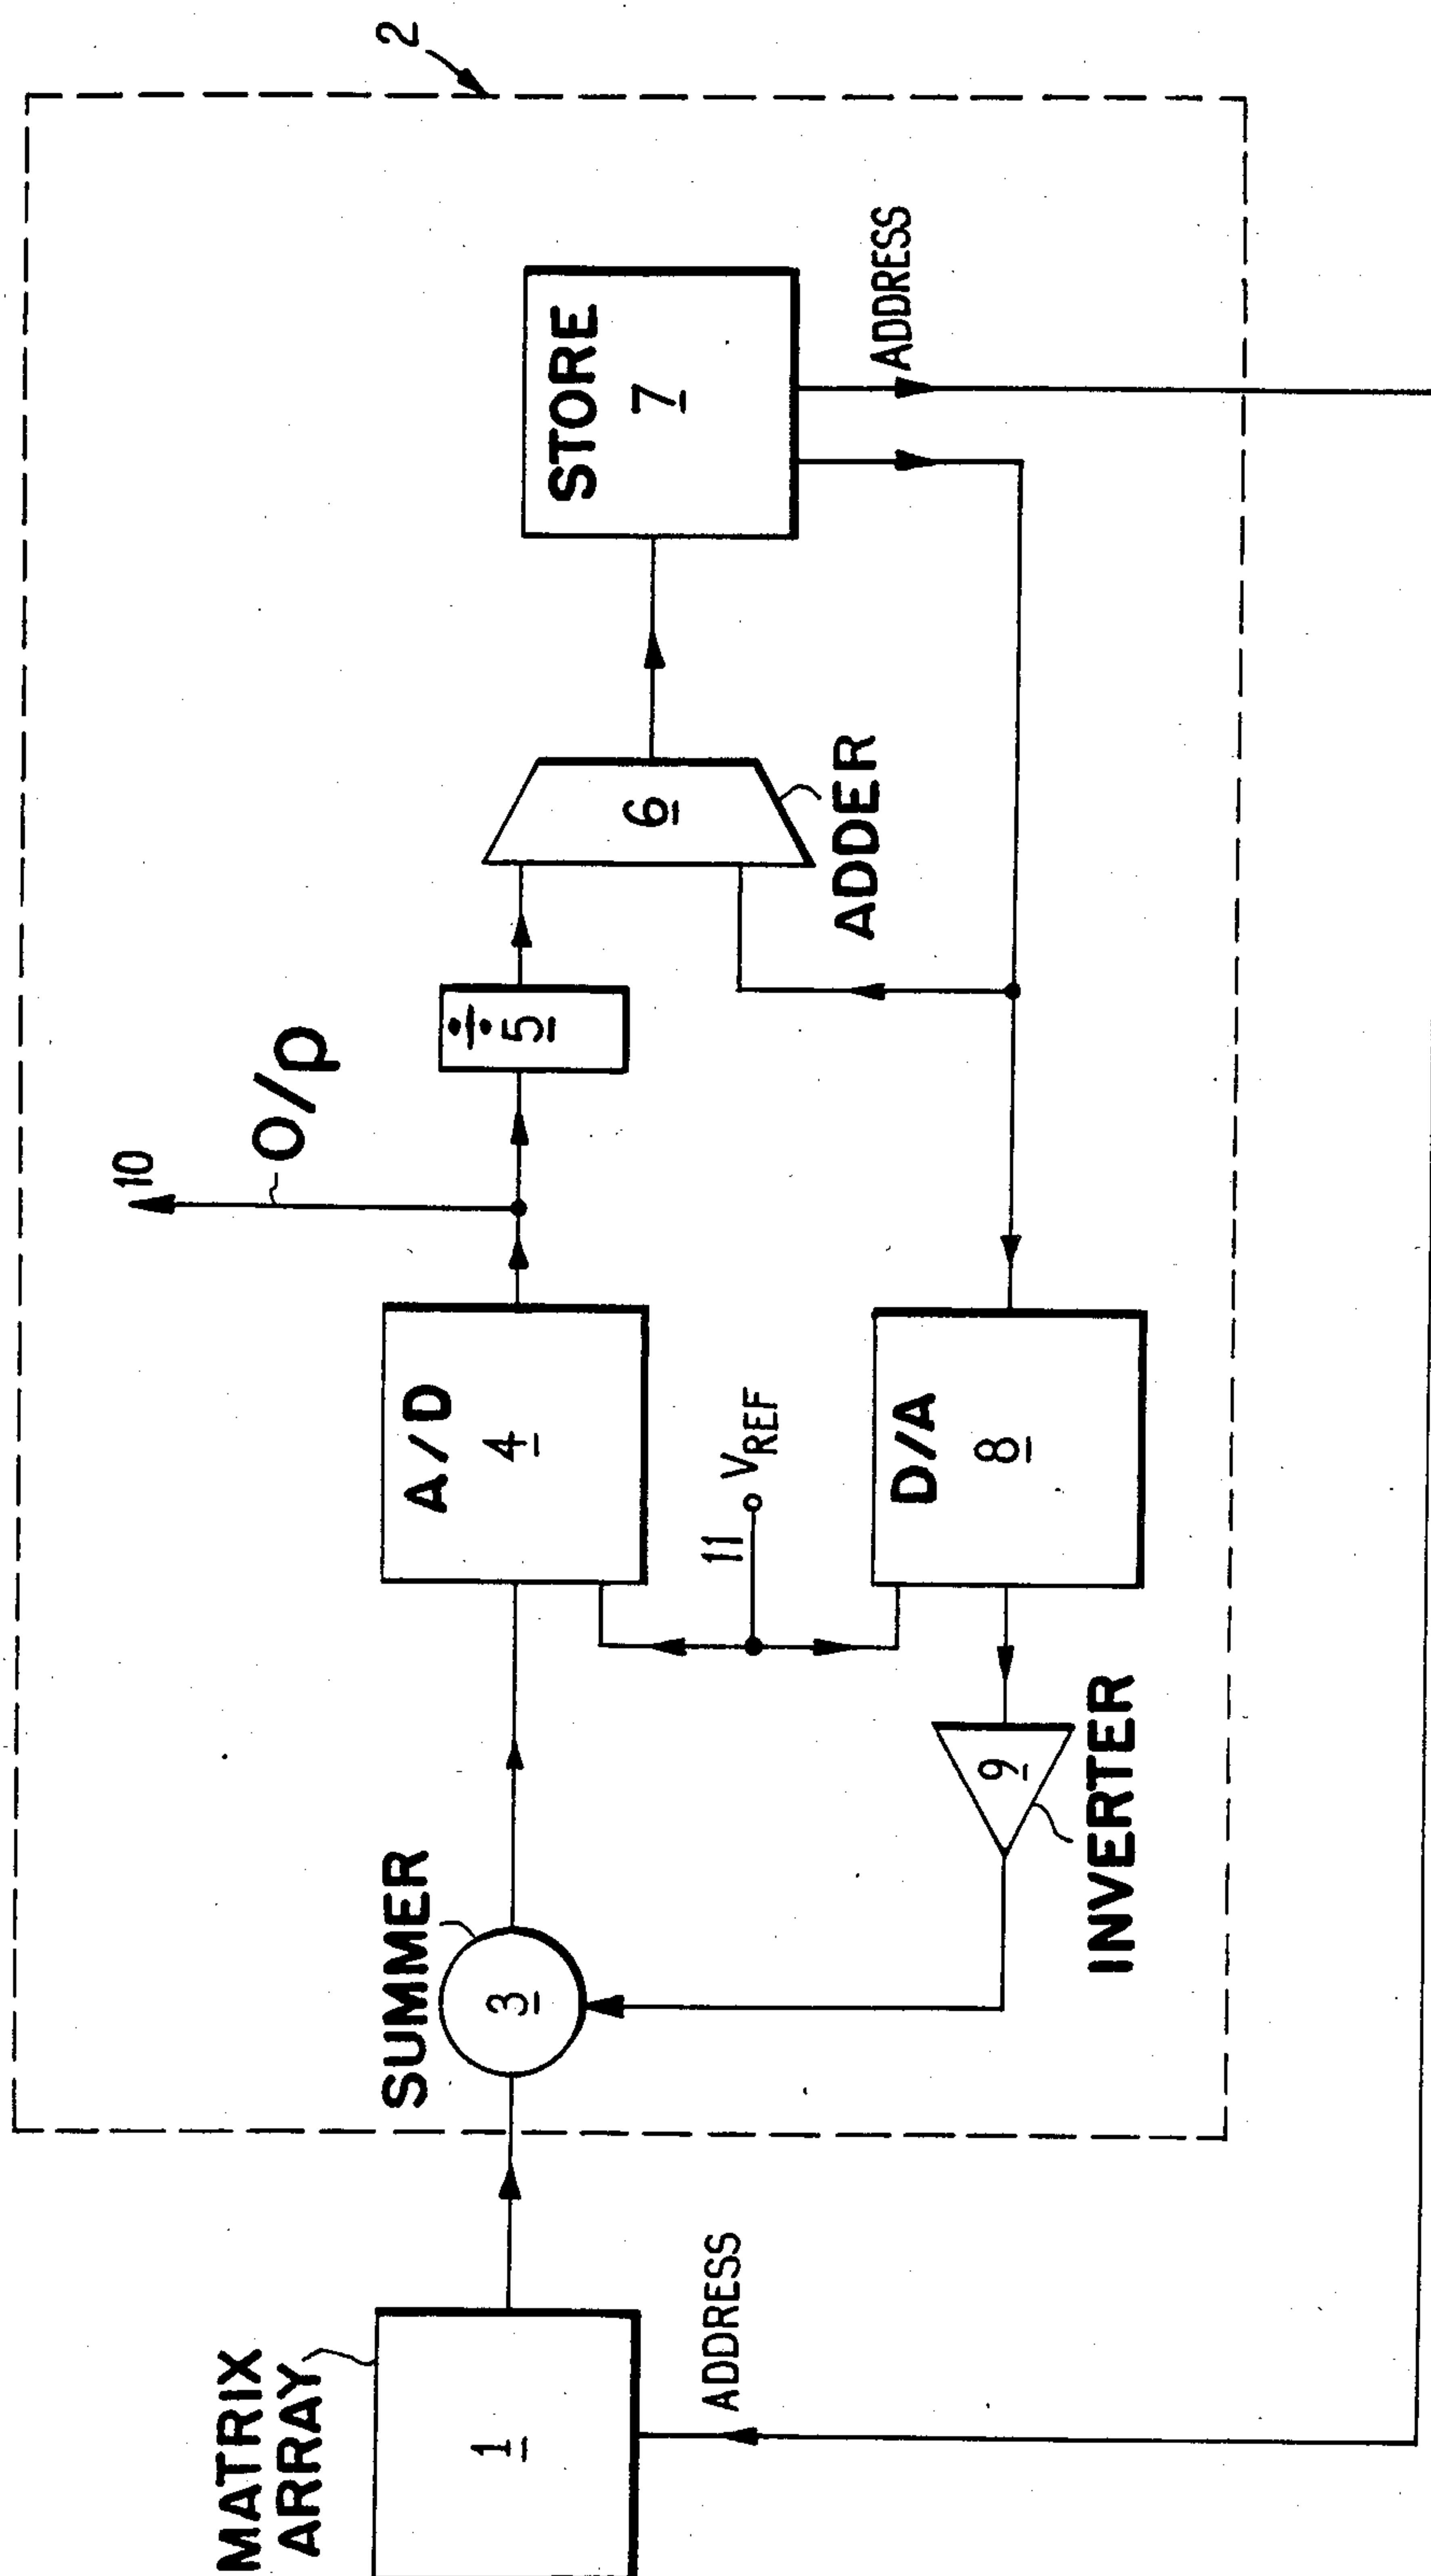 2
10
O/P
SUMMER
3
A/D
4
÷
5
6
ADDER
STORE
7
ADDRESS
11
VREF
D/A
8
9
INVERTER
MATRIX
ARRAY
1
ADDRESS